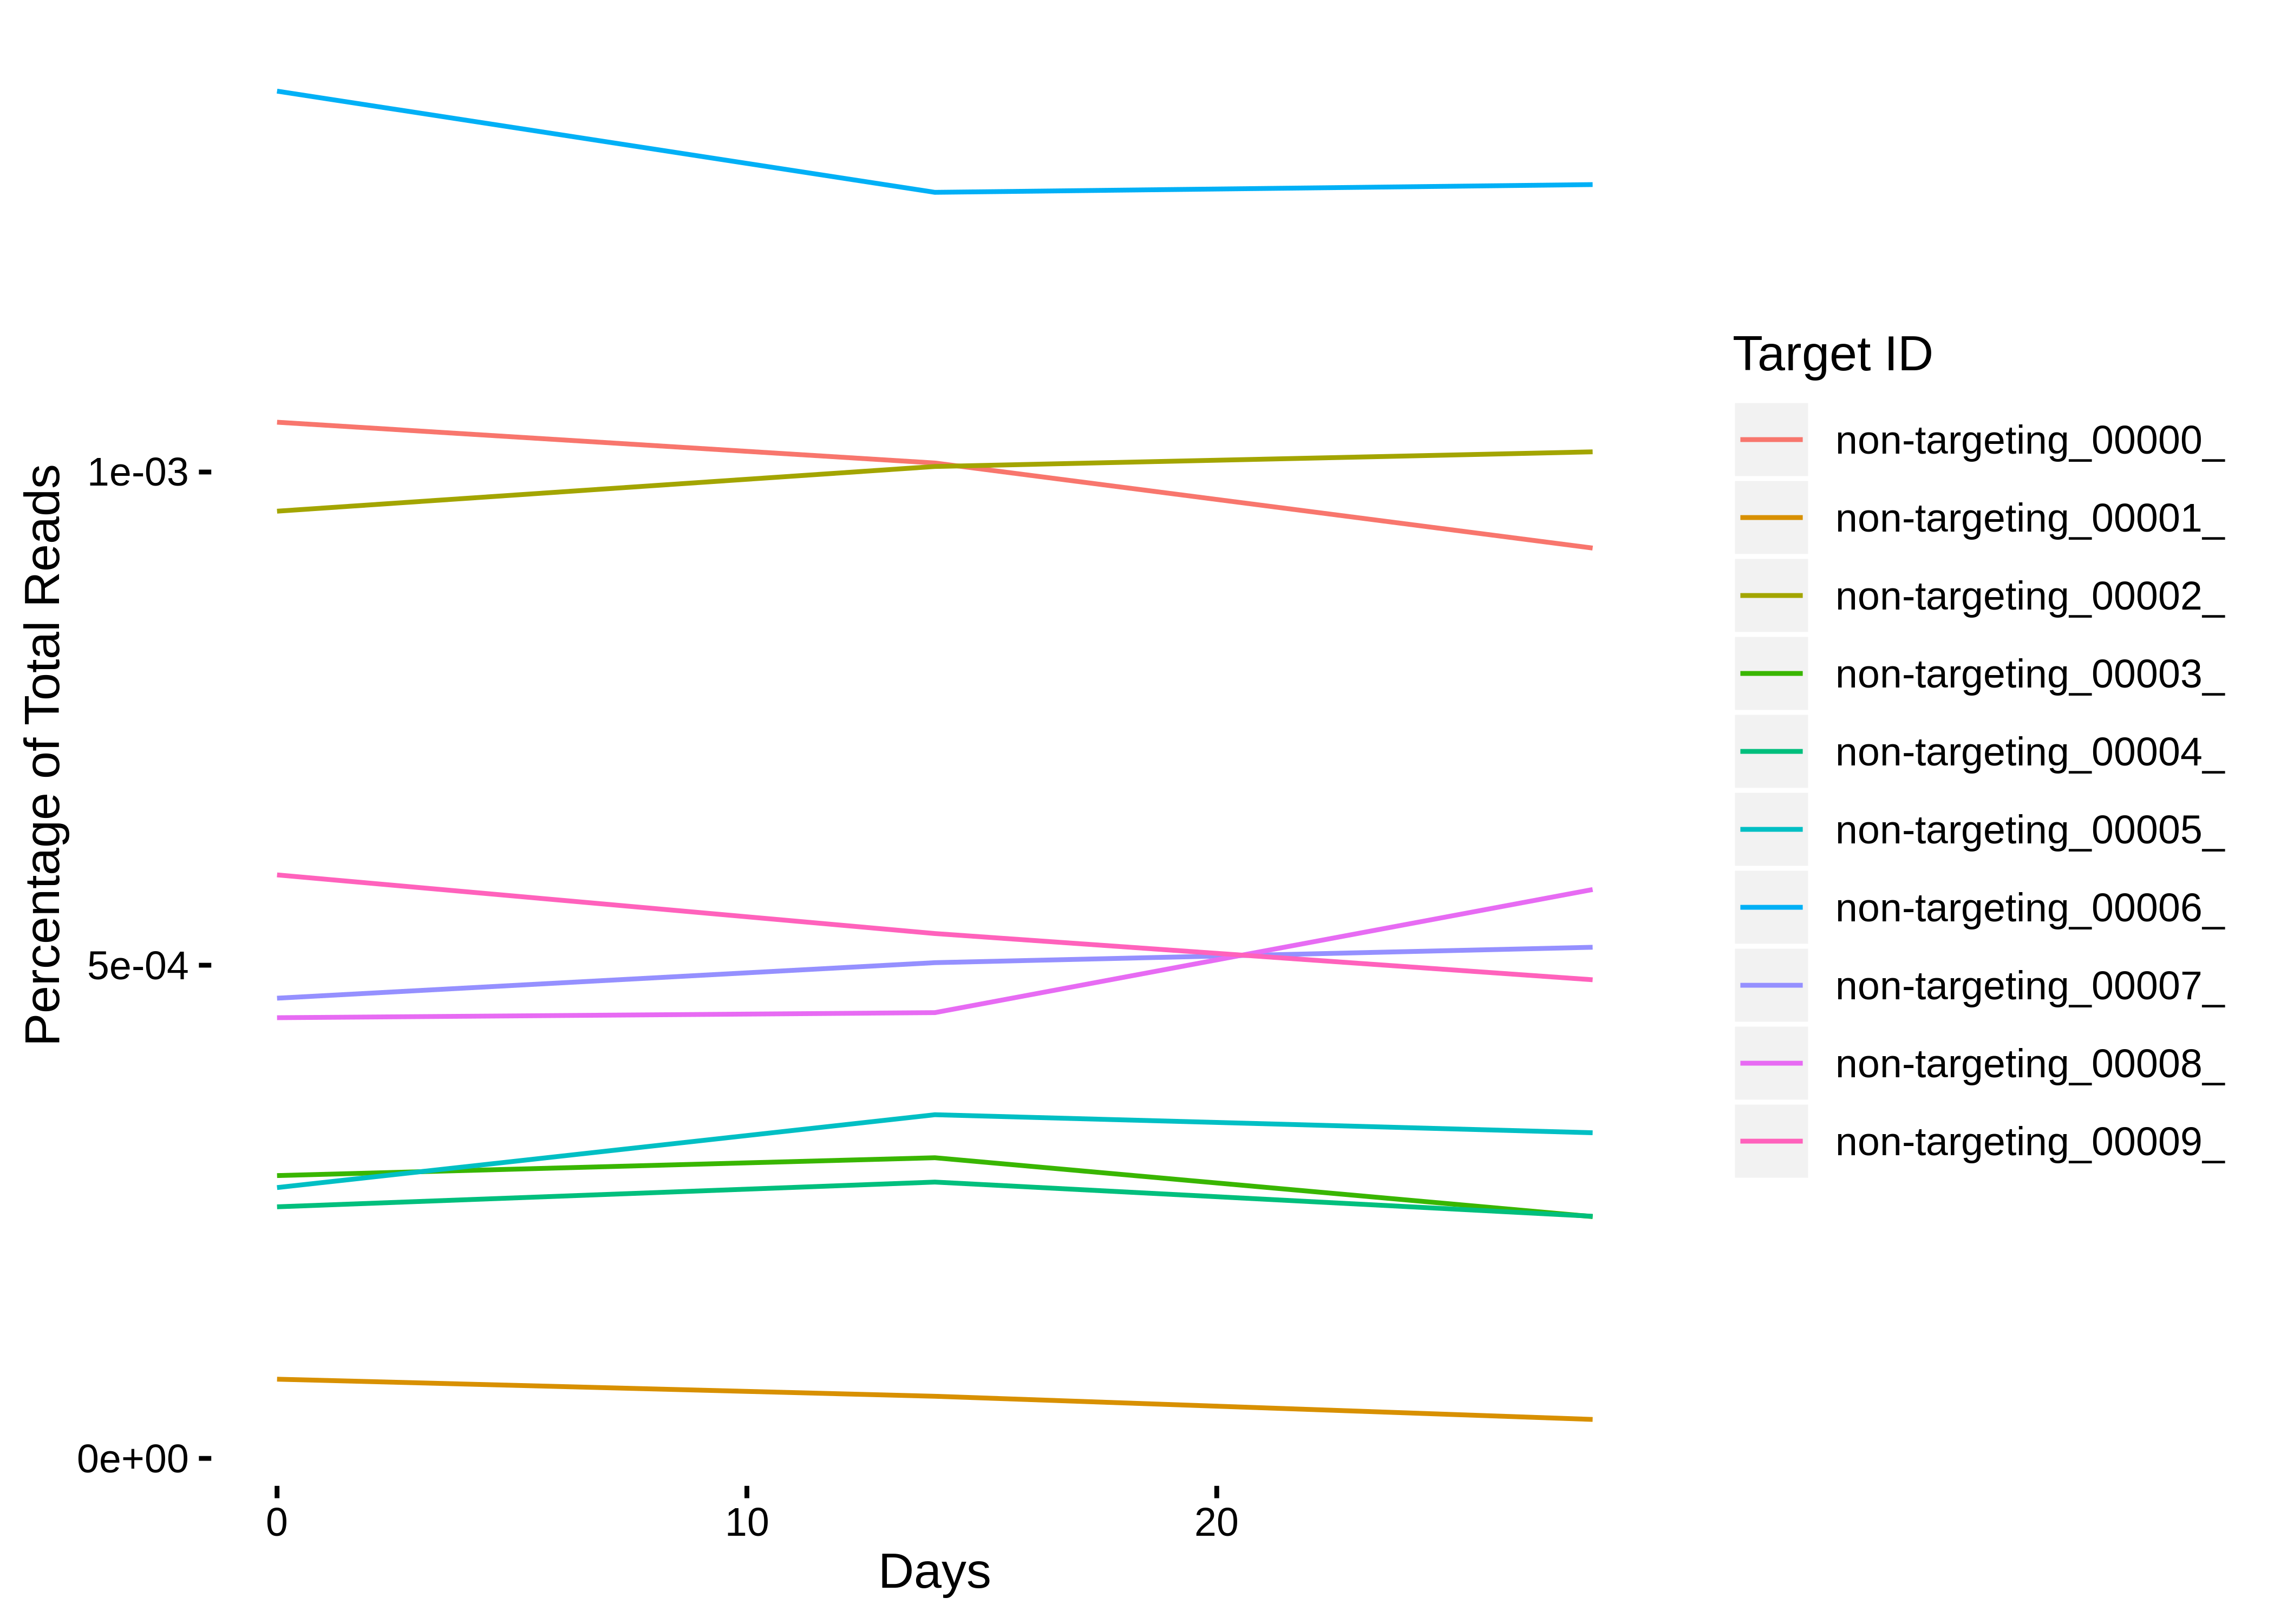 Percentage of Total Reads
1e-03
5e-04
0e+00
0
10
20
Days
Target ID
non-targeting_00000_
non-targeting_00001_
non-targeting_00002_
non-targeting_00003_
non-targeting_00004_
non-targeting_00005_
non-targeting_00006_
non-targeting_00007_
non-targeting_00008_
non-targeting_00009_